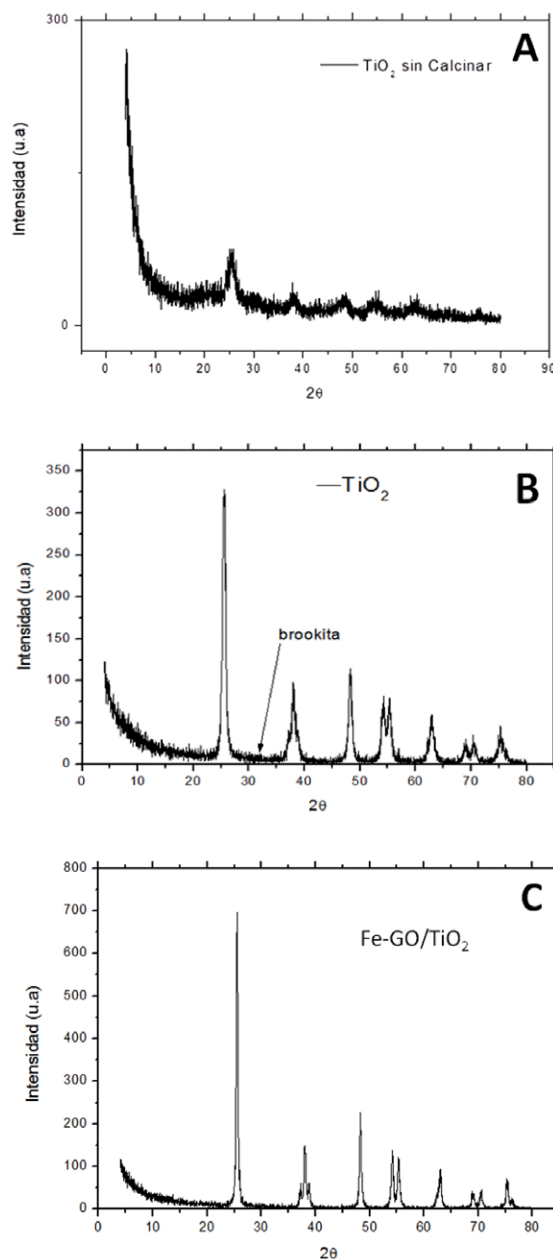 A
300
TiO₂ sin Calcinar
Intensidad (u.a)
0
0 10 20 30 40 50 60 70 80 90
2θ
B
TiO₂
350
300
250
200
150
100
50
0
brookita
Intensidad (u.a)
0 10 20 30 40 50 60 70 80
2θ
C
Fe-GO/TiO₂
800
700
600
500
400
300
200
100
0
Intensidad (u.a)
0 10 20 30 40 50 60 70 80
2θ